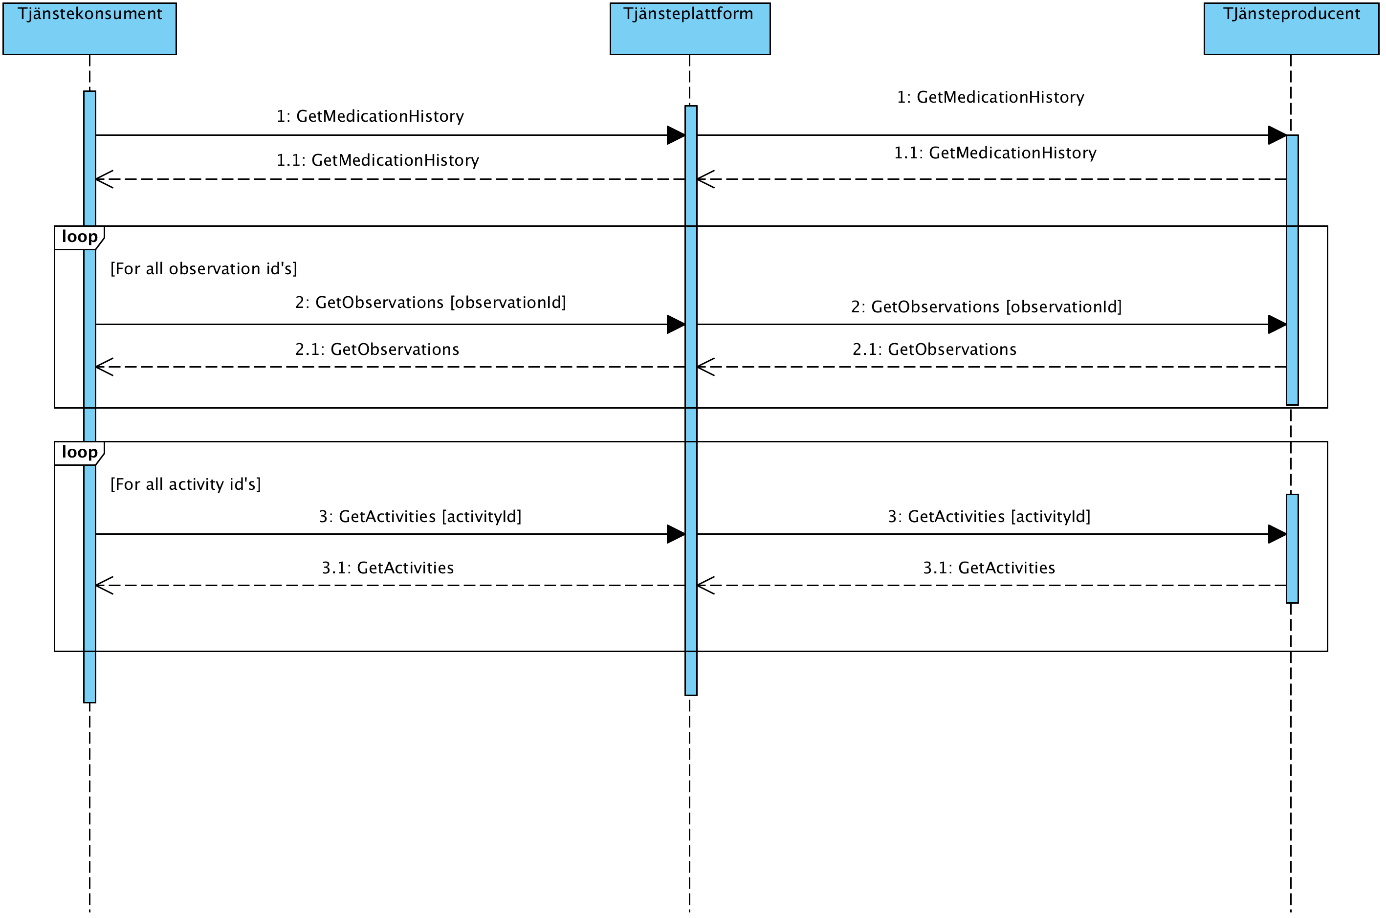 Tjänstekonsument
Tjänsteplattform
TJänsteproducent
1: GetMedicationHistory
1: GetMedicationHistory
1.1: GetMedicationHistory
1.1: GetMedicationHistory
loop
[For all observation id's]
2: GetObservations [observationId]
2: GetObservations [observationId]
2.1: GetObservations
2.1: GetObservations
loop
[For all activity id's]
3: GetActivities [activityId]
3: GetActivities [activityId]
3.1: GetActivities
3.1: GetActivities